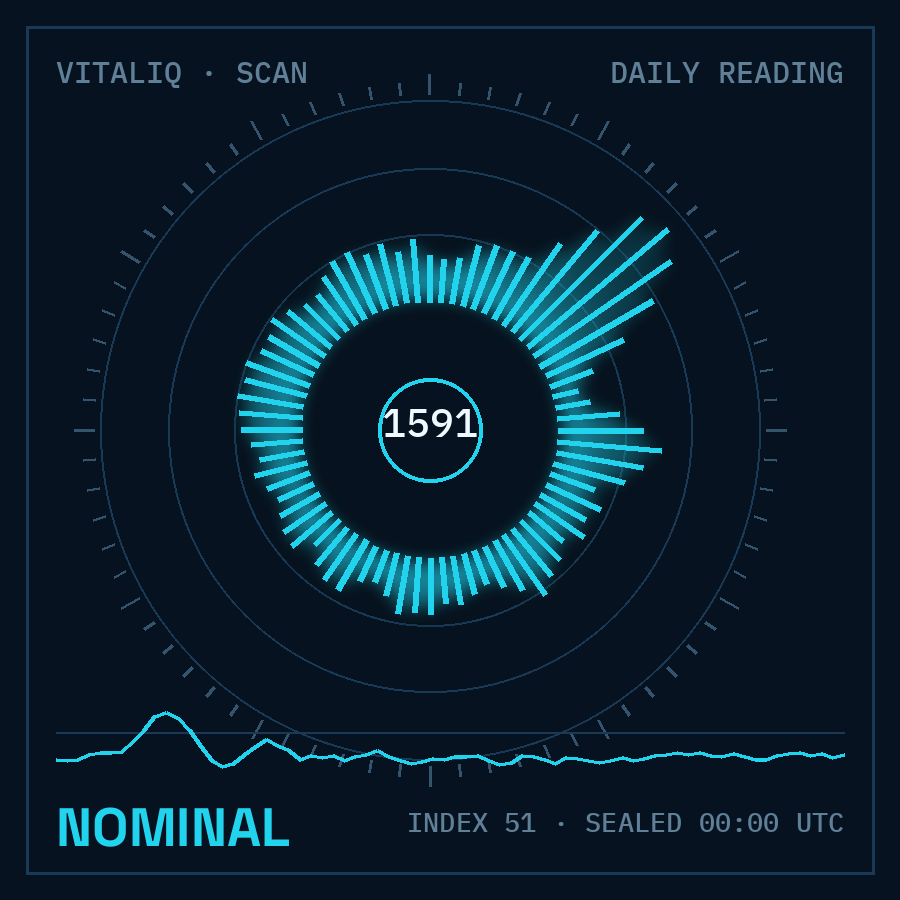 VITALIQ · SCAN
DAILY READING
1591
NOMINAL
INDEX 51 · SEALED 00:00 UTC